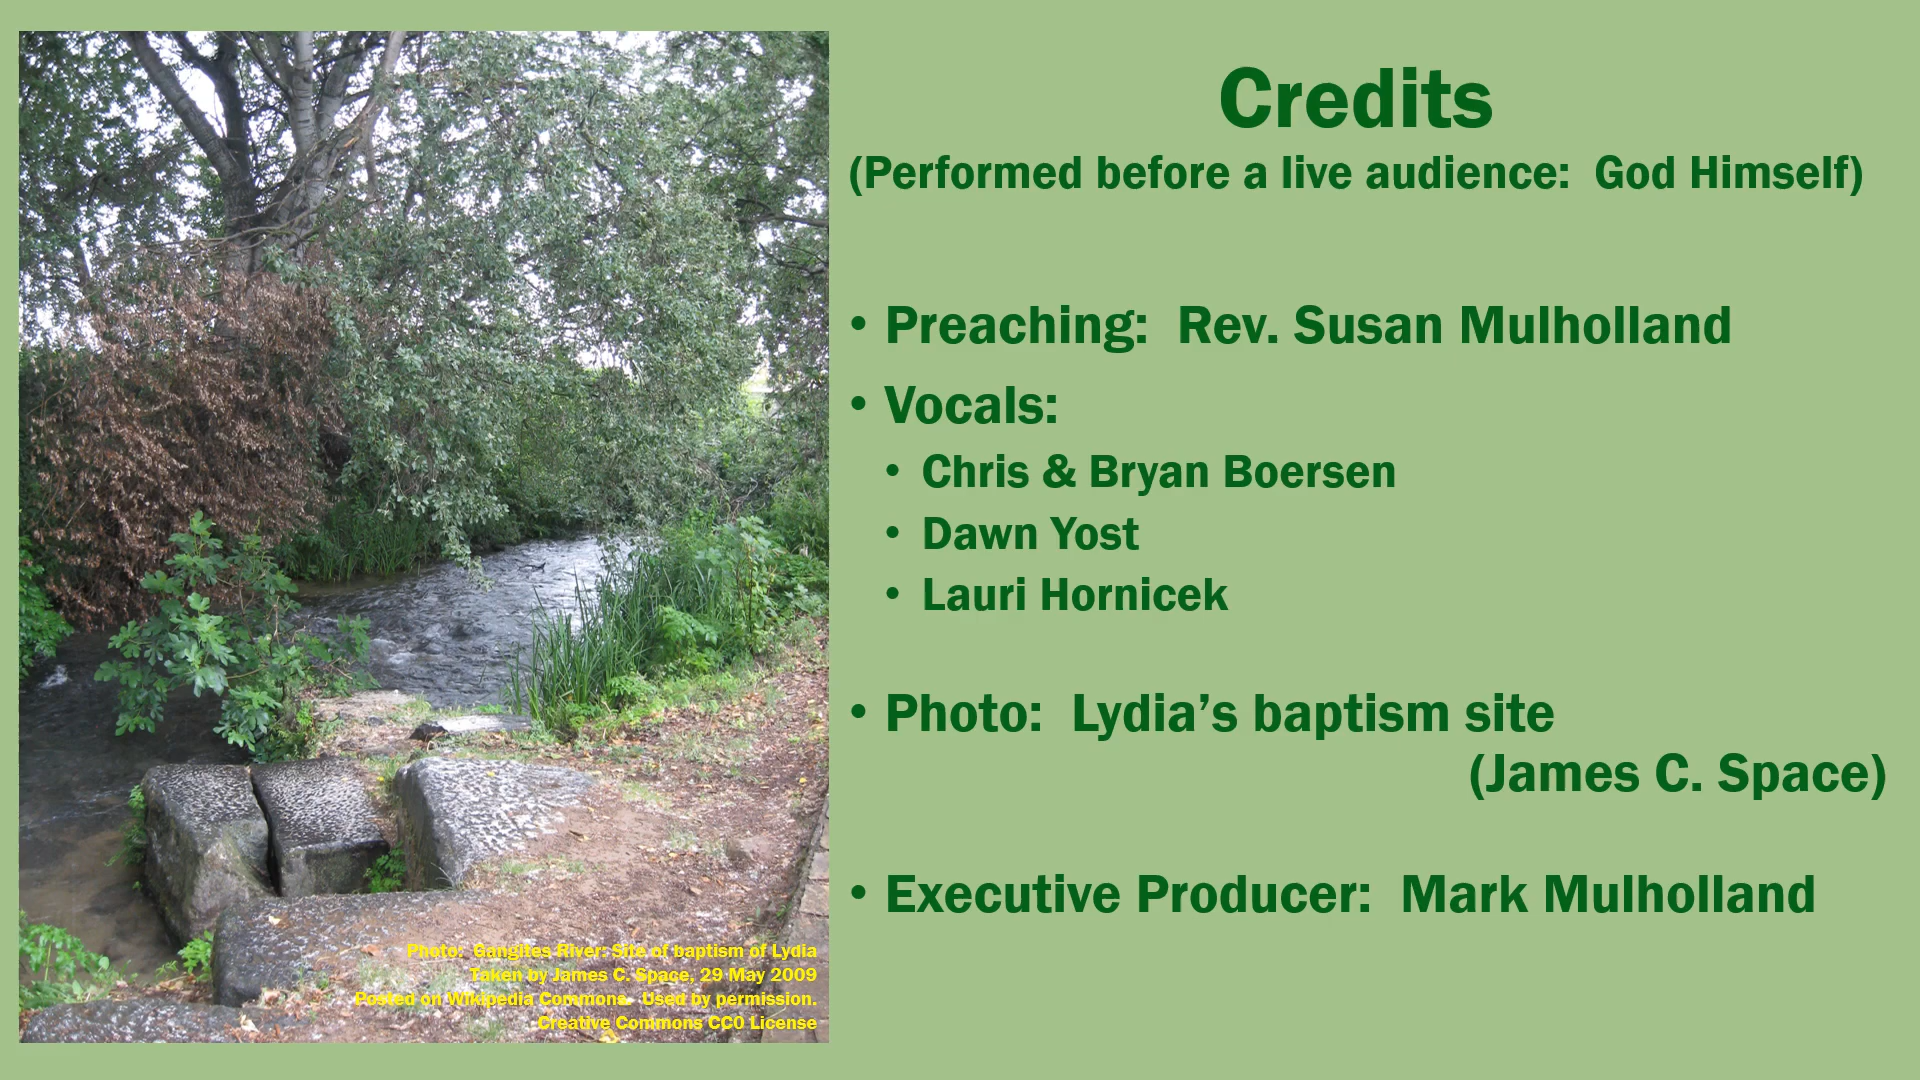 Credits
(Performed before a live audience:  God Himself)
• Preaching:  Rev. Susan Mulholland
• Vocals:
• Chris & Bryan Boersen
• Dawn Yost
• Lauri Hornicek
• Photo:  Lydia’s baptism site
(James C. Space)
• Executive Producer:  Mark Mulholland
Photo:  Gangites River: Site of baptism of Lydia
Taken by James C. Space, 29 May 2009
Posted on Wikipedia Commons.  Used by permission.
Creative Commons CC0 License